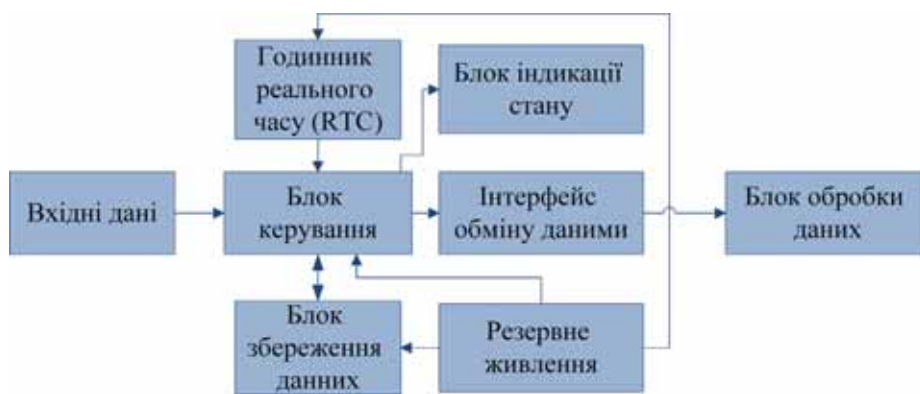 Годинник
реального
часу (RTC)
Блок індикації
стану
Вхідні дані
Блок
керування
Інтерфейс
обміну даними
Блок обробки
даних
Блок
збереження
данних
Резервне
живлення